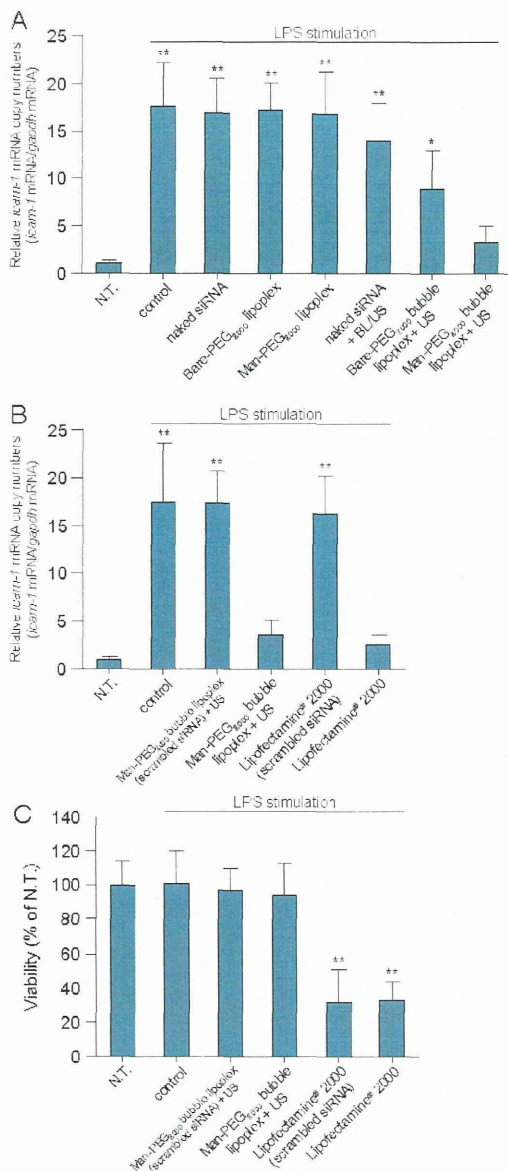 A
LPS stimulation
Relative icam-1 mRNA copy numbers
(icam-1 mRNA/gapdh mRNA)
25
20
15
10
5
0
**
**
**
**
**
*
N.T.
control
naked siRNA
Bare-PEG2000 lipoplex
Man-PEG2000 lipoplex
naked siRNA
+ BL/US
Bare-PEG2000 bubble
lipoplex + US
Man-PEG2000 bubble
lipoplex + US
B
LPS stimulation
Relative icam-1 mRNA copy numbers
(icam-1 mRNA/gapdh mRNA)
25
20
15
10
5
0
**
**
**
N.T.
control
Man-PEG2000 bubble lipoplex
(scrambled siRNA) + US
Man-PEG2000 bubble
lipoplex + US
Lipofectamine® 2000
(scrambled siRNA)
Lipofectamine® 2000
C
LPS stimulation
Viability (% of N.T.)
140
120
100
80
60
40
20
0
**
**
N.T.
control
Man-PEG2000 bubble lipoplex
(scrambled siRNA) + US
Man-PEG2000 bubble
lipoplex + US
Lipofectamine® 2000
(scrambled siRNA)
Lipofectamine® 2000